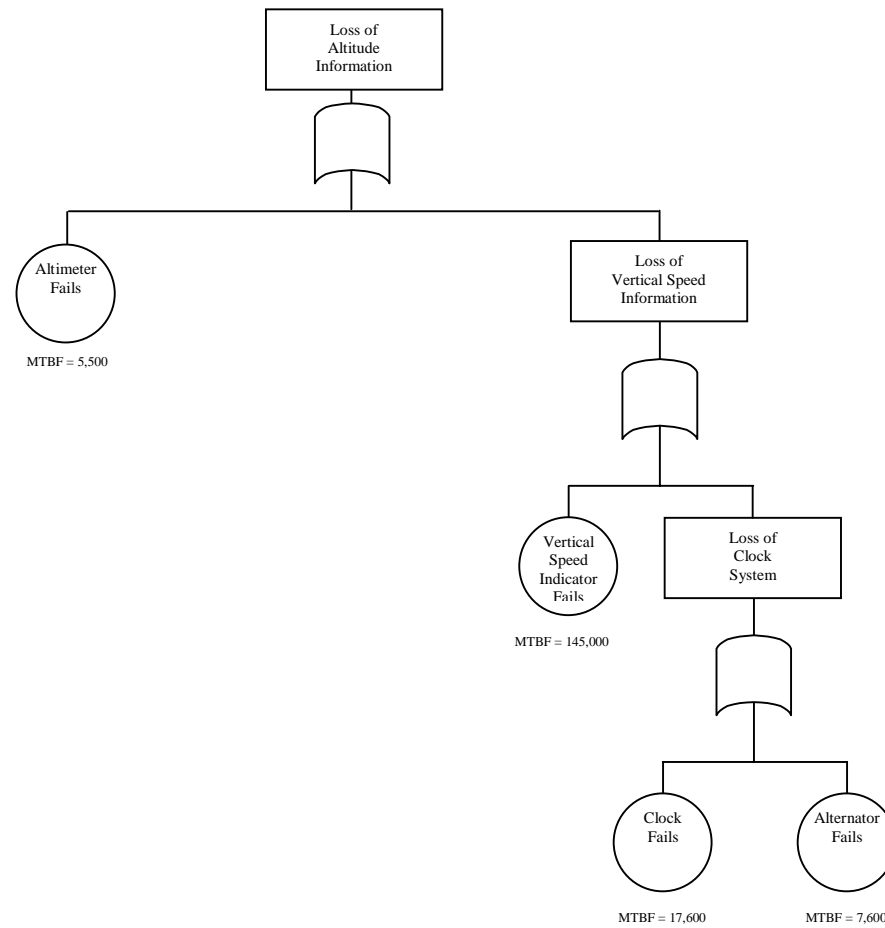 Loss of
Altitude
Information
Altimeter
Fails
MTBF = 5,500
Loss of
Vertical Speed
Information
Vertical
Speed
Indicator
Fails
MTBF = 145,000
Loss of
Clock
System
Clock
Fails
MTBF = 17,600
Alternator
Fails
MTBF = 7,600